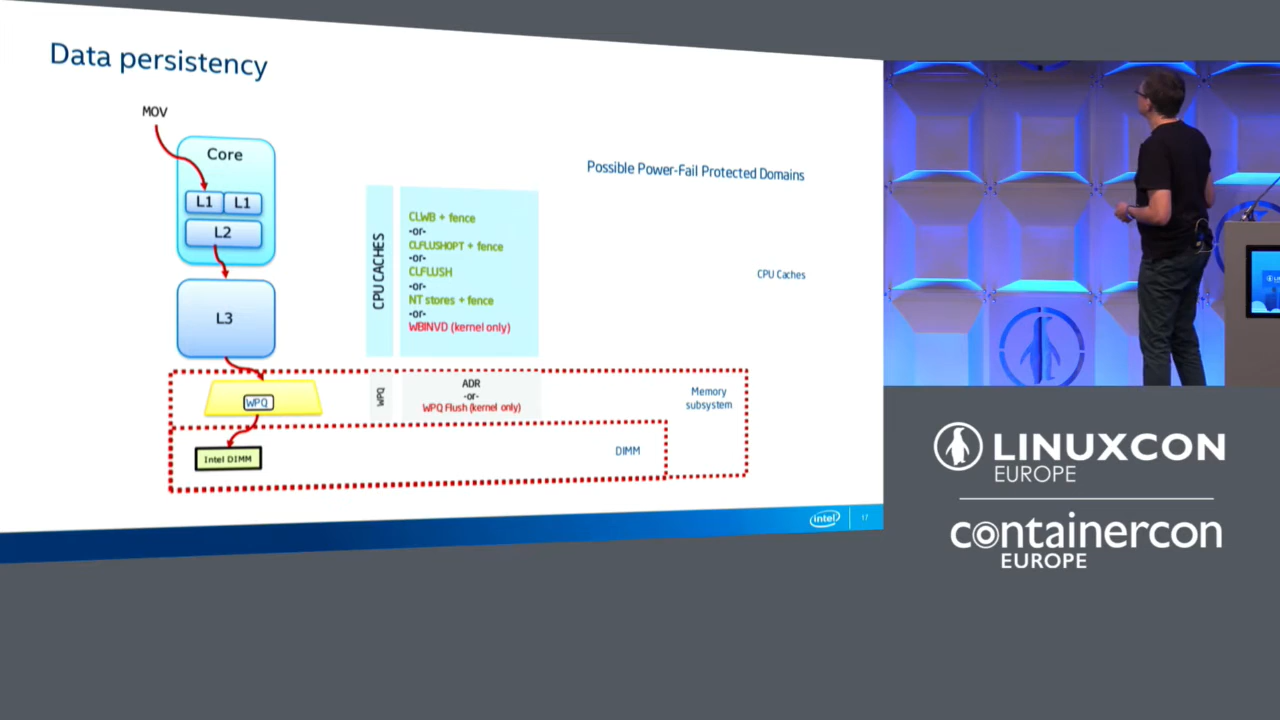 Data persistency
MOV
Core
L1
L1
L2
L3
WPQ
Intel DIMM
CPU CACHES
CLWB + fence
-or-
CLFLUSHOPT + fence
-or-
CLFLUSH
-or-
NT stores + fence
-or-
WBINVD (kernel only)
WPQ
ADR
-or-
WPQ Flush (kernel only)
Possible Power-Fail Protected Domains
CPU Caches
Memory
subsystem
DIMM
intel
17
LINUXCON
EUROPE
containercon
EUROPE